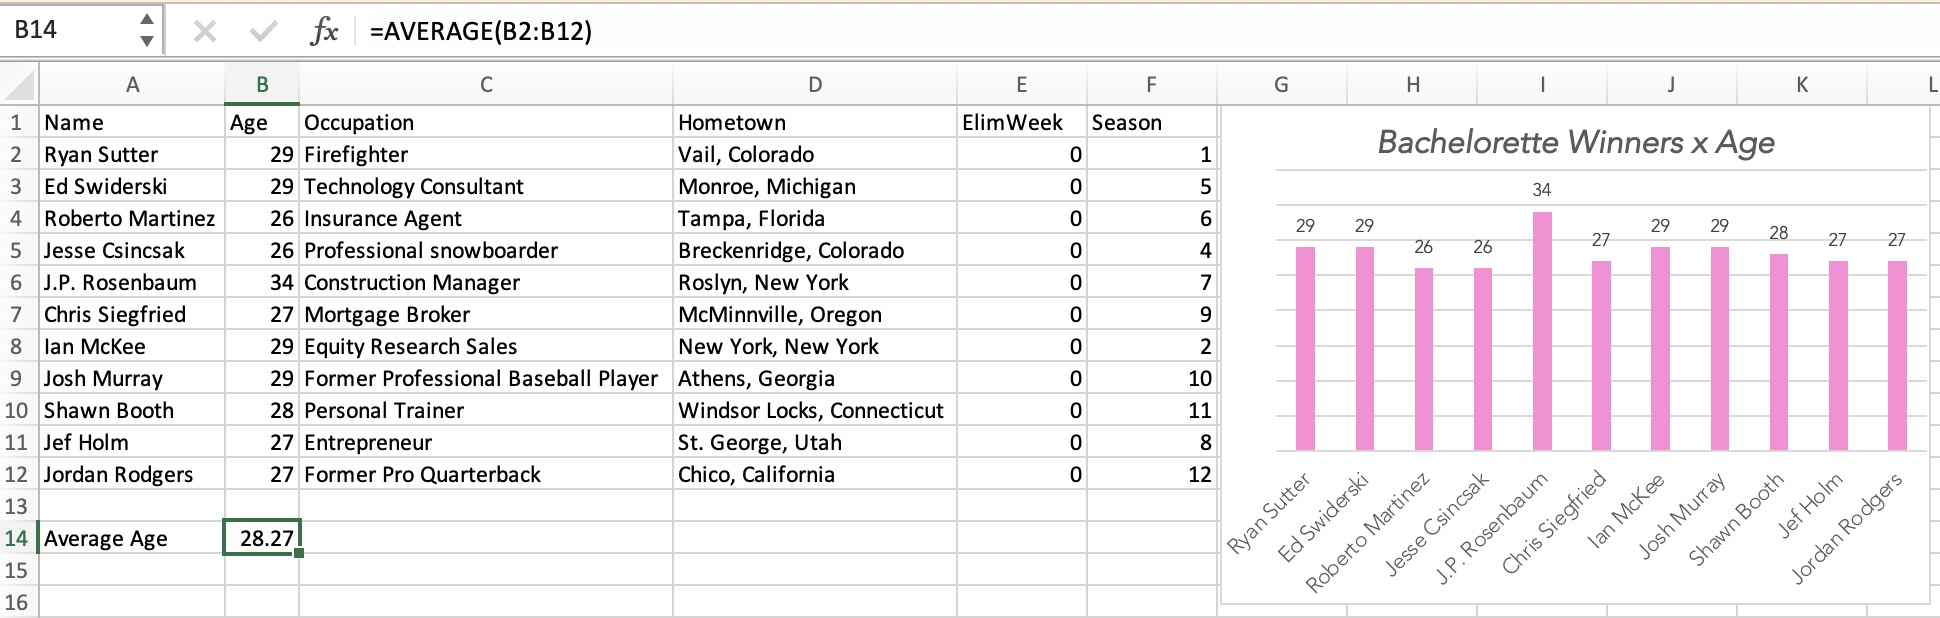 B14 fx =AVERAGE(B2:B12)
A B C D E F G H I J K L
1 Name Age Occupation Hometown ElimWeek Season
2 Ryan Sutter 29 Firefighter Vail, Colorado 0 1
3 Ed Swiderski 29 Technology Consultant Monroe, Michigan 0 5
4 Roberto Martinez 26 Insurance Agent Tampa, Florida 0 6
5 Jesse Csincsak 26 Professional snowboarder Breckenridge, Colorado 0 4
6 J.P. Rosenbaum 34 Construction Manager Roslyn, New York 0 7
7 Chris Siegfried 27 Mortgage Broker McMinnville, Oregon 0 9
8 Ian McKee 29 Equity Research Sales New York, New York 0 2
9 Josh Murray 29 Former Professional Baseball Player Athens, Georgia 0 10
10 Shawn Booth 28 Personal Trainer Windsor Locks, Connecticut 0 11
11 Jef Holm 27 Entrepreneur St. George, Utah 0 8
12 Jordan Rodgers 27 Former Pro Quarterback Chico, California 0 12
13
14 Average Age 28.27
15
16
Bachelorette Winners x Age
29 29 26 26 34 27 29 29 28 27 27
Ryan Sutter
Ed Swiderski
Roberto Martinez
Jesse Csincsak
J.P. Rosenbaum
Chris Siegfried
Ian McKee
Josh Murray
Shawn Booth
Jef Holm
Jordan Rodgers